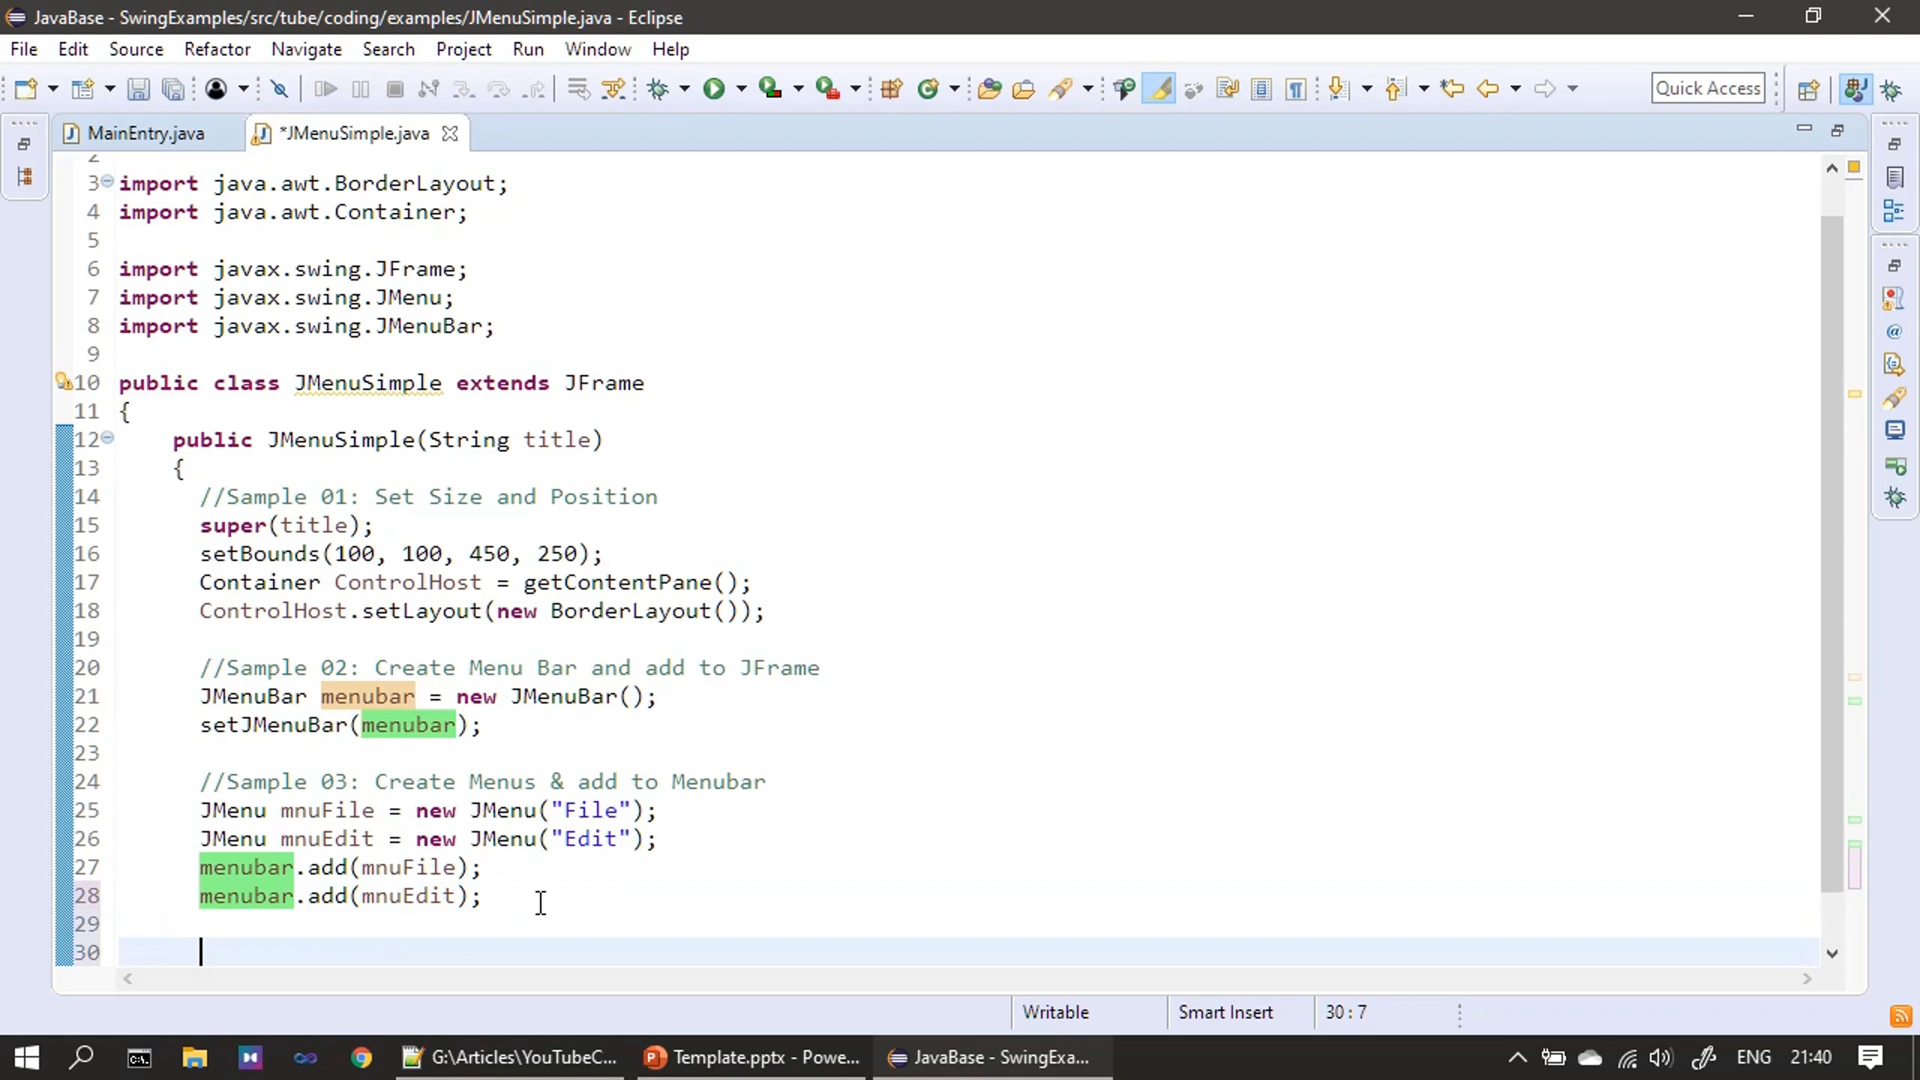 JavaBase - SwingExamples/src/tube/coding/examples/JMenuSimple.java - Eclipse
File Edit Source Refactor Navigate Search Project Run Window Help
Quick Access
MainEntry.java *JMenuSimple.java
2
3 import java.awt.BorderLayout;
4 import java.awt.Container;
5
6 import javax.swing.JFrame;
7 import javax.swing.JMenu;
8 import javax.swing.JMenuBar;
9
10 public class JMenuSimple extends JFrame
11 {
12 public JMenuSimple(String title)
13 {
14 //Sample 01: Set Size and Position
15 super(title);
16 setBounds(100, 100, 450, 250);
17 Container ControlHost = getContentPane();
18 ControlHost.setLayout(new BorderLayout());
19
20 //Sample 02: Create Menu Bar and add to JFrame
21 JMenuBar menubar = new JMenuBar();
22 setJMenuBar(menubar);
23
24 //Sample 03: Create Menus & add to Menubar
25 JMenu mnuFile = new JMenu("File");
26 JMenu mnuEdit = new JMenu("Edit");
27 menubar.add(mnuFile);
28 menubar.add(mnuEdit);
29
30
Writable Smart Insert 30 : 7
G:\Articles\YouTubeC... Template.pptx - Powe... JavaBase - SwingExa... ENG 21:40